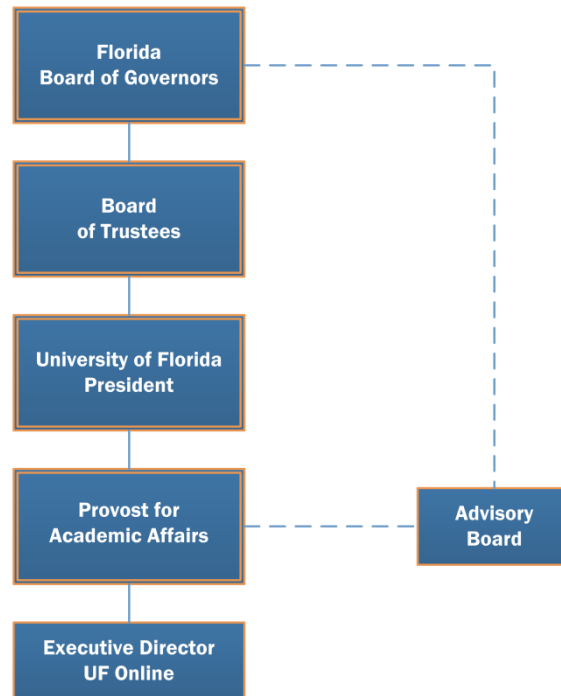 Florida
Board of Governors
Board
of Trustees
University of Florida
President
Provost for
Academic Affairs
Advisory
Board
Executive Director
UF Online